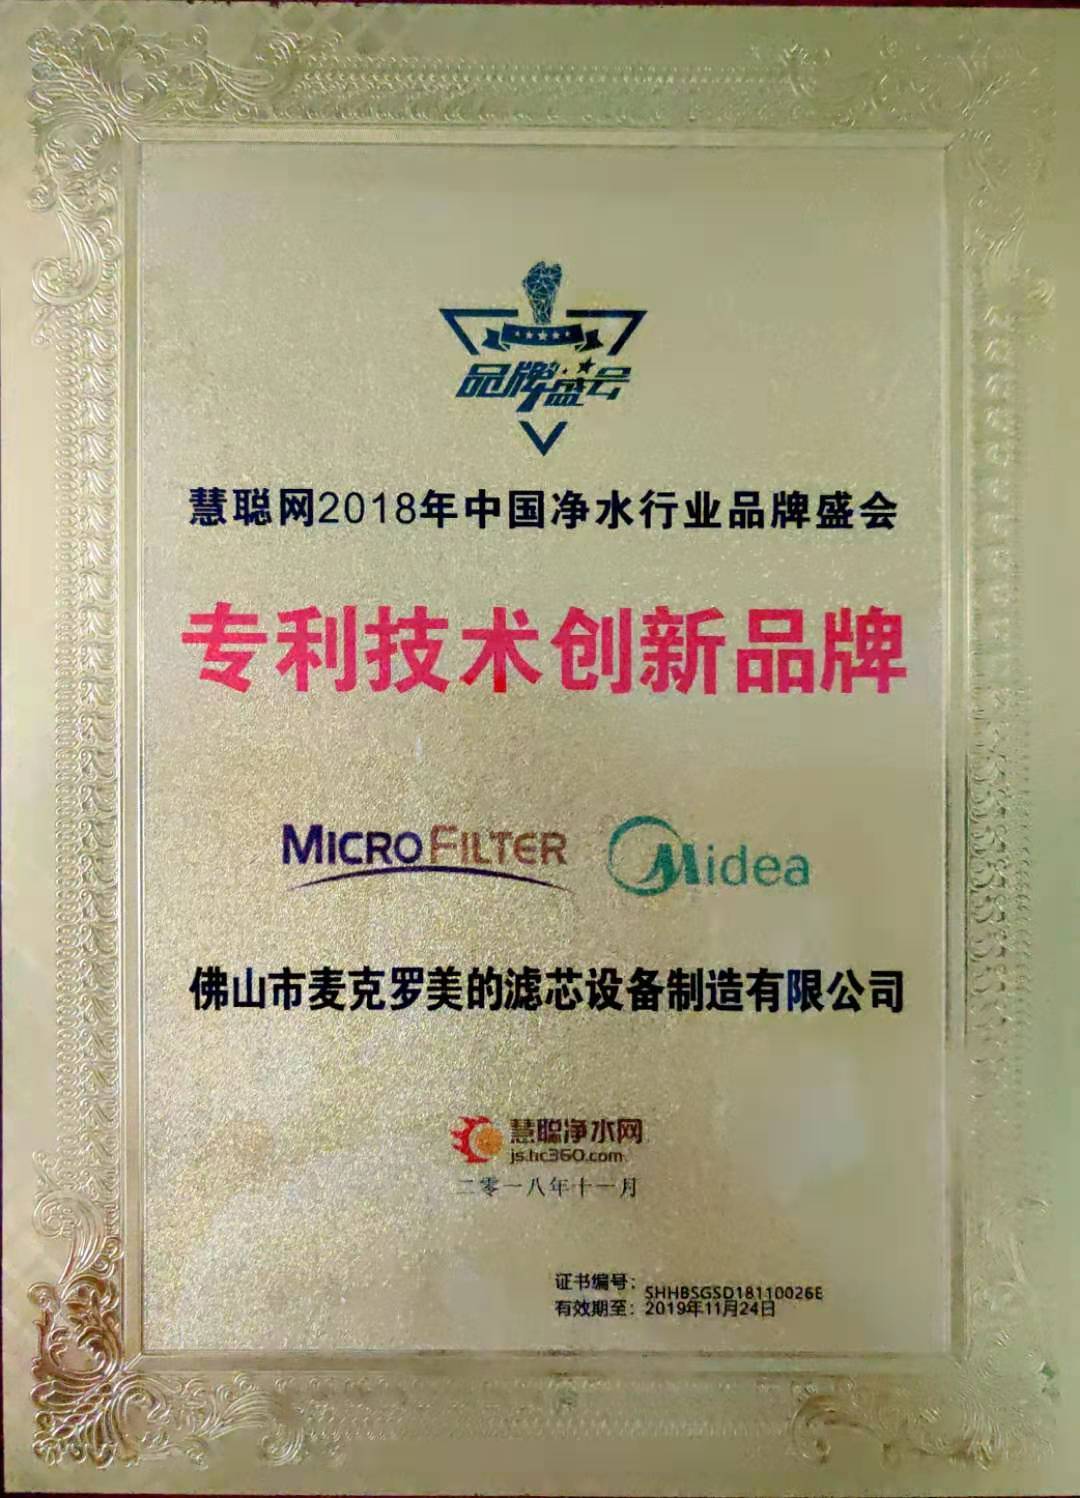 品牌盛会
慧聪网2018年中国净水行业品牌盛会
专利技术创新品牌
MICRO FILTER Midea
佛山市麦克罗美的滤芯设备制造有限公司
慧聪净水网
js.hc360.com
二零一八年十一月
证书编号：SHHBSGSD18110026E
有效期至：2019年11月24日